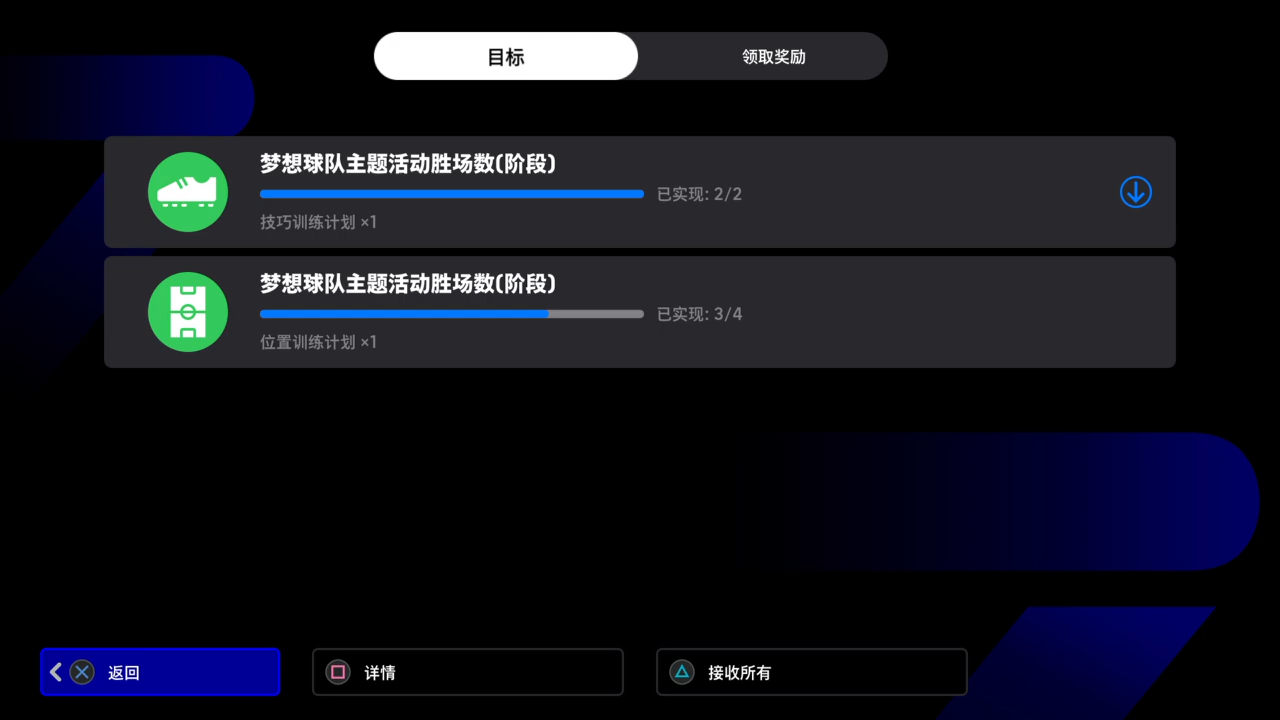 目标
领取奖励
梦想球队主题活动胜场数(阶段)
已实现: 2/2
技巧训练计划 ×1
梦想球队主题活动胜场数(阶段)
已实现: 3/4
位置训练计划 ×1
返回
详情
接收所有